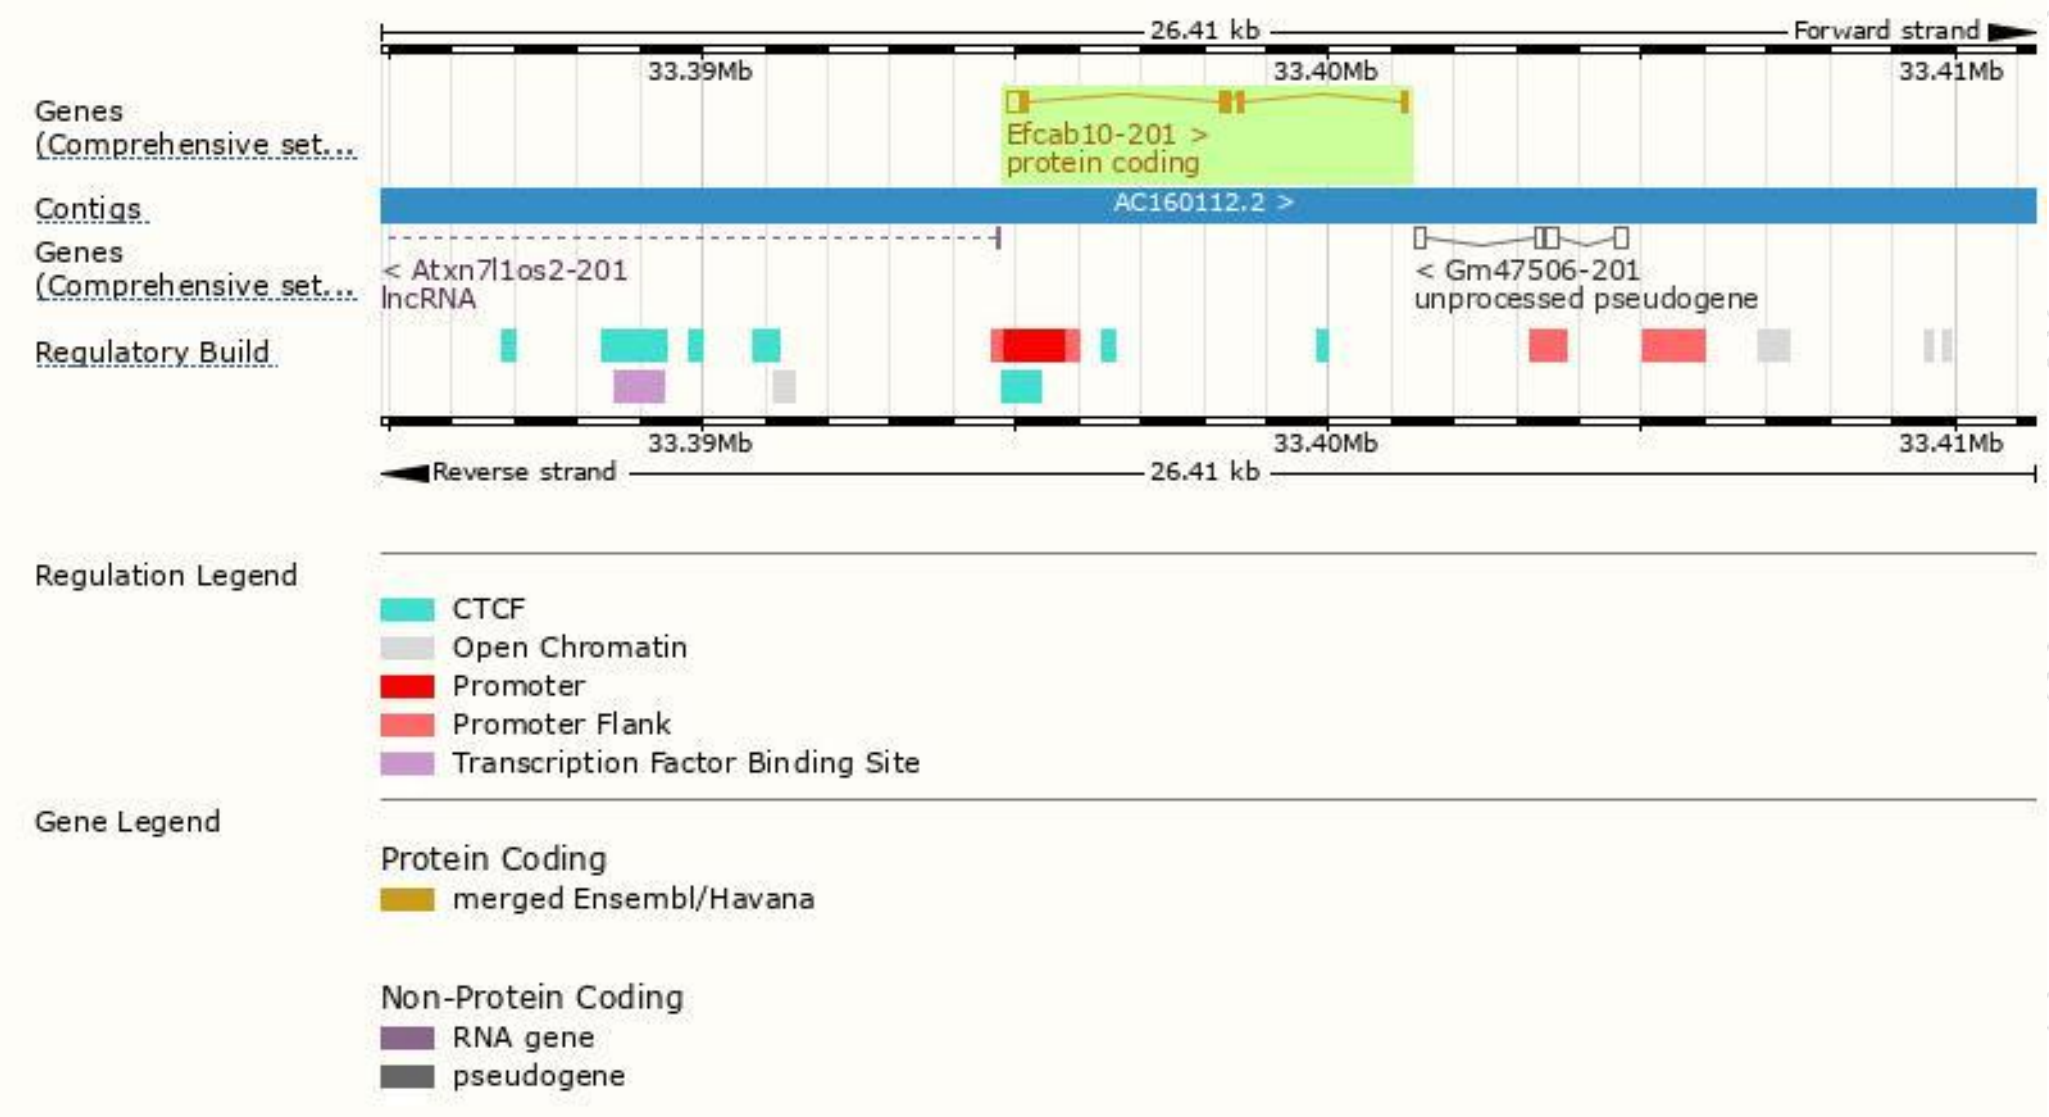 26.41 kb Forward strand
33.39Mb 33.40Mb 33.41Mb
Genes
(Comprehensive set...
Efcab10-201 >
protein coding
Contigs
AC160112.2 >
Genes
(Comprehensive set...
< Atxn7l1os2-201
lncRNA
< Gm47506-201
unprocessed pseudogene
Regulatory Build
33.39Mb 33.40Mb 33.41Mb
Reverse strand 26.41 kb
Regulation Legend
CTCF
Open Chromatin
Promoter
Promoter Flank
Transcription Factor Binding Site
Gene Legend
Protein Coding
merged Ensembl/Havana
Non-Protein Coding
RNA gene
pseudogene